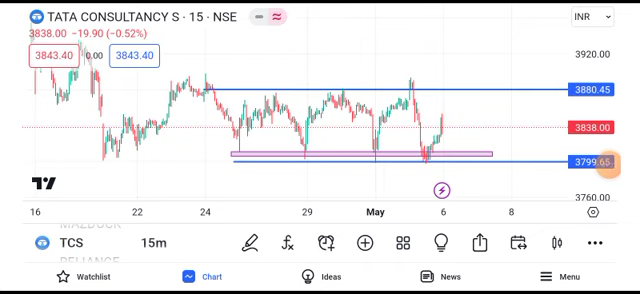 TATA CONSULTANCY S · 15 · NSE
INR
3838.00 −19.90 (−0.52%)
3843.40 0.00 3843.40
3920.00
3880.45
3838.00
3799.65
3760.00
16 22 24 29 May 6 8
TCS 15m
RELIANCE
Watchlist Chart Ideas News Menu